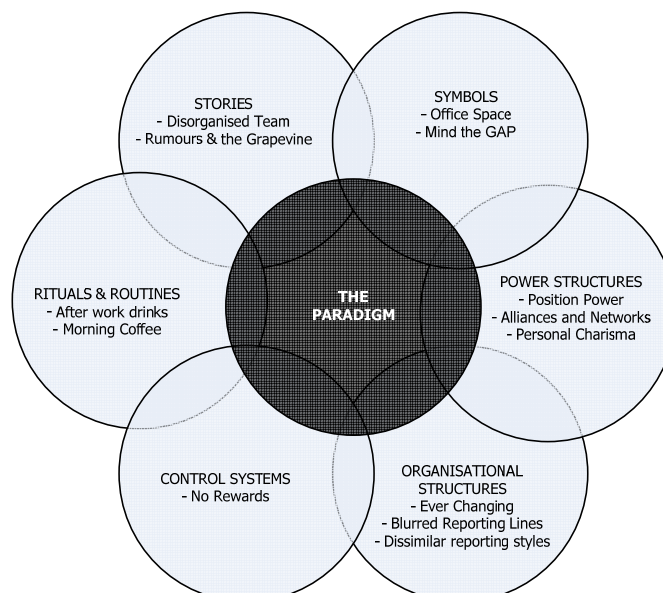 STORIES
- Disorganised Team
- Rumours & the Grapevine
SYMBOLS
- Office Space
- Mind the GAP
RITUALS & ROUTINES
- After work drinks
- Morning Coffee
THE
PARADIGM
POWER STRUCTURES
- Position Power
- Alliances and Networks
- Personal Charisma
CONTROL SYSTEMS
- No Rewards
ORGANISATIONAL
STRUCTURES
- Ever Changing
- Blurred Reporting Lines
- Dissimilar reporting styles